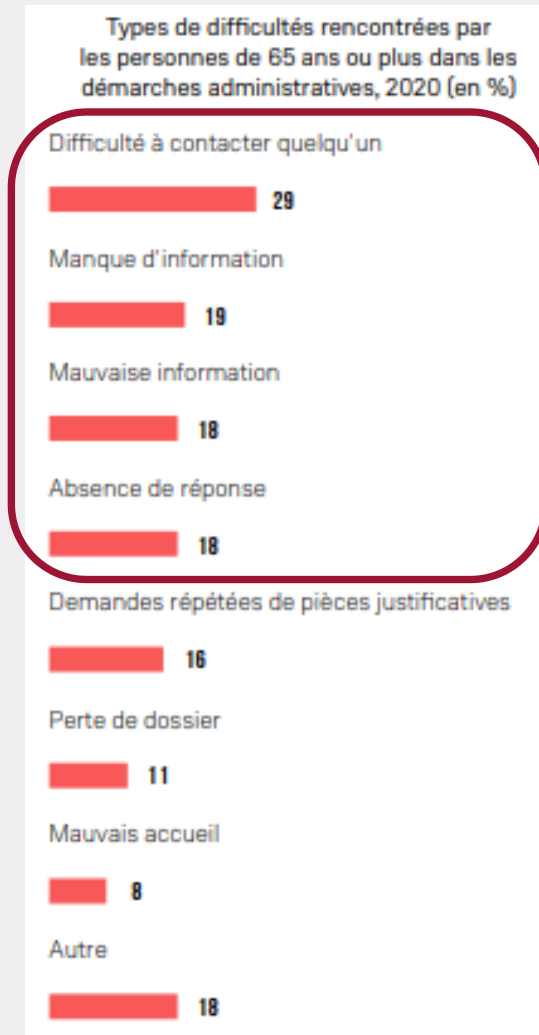 Types de difficultés rencontrées par
les personnes de 65 ans ou plus dans les
démarches administratives, 2020 (en %)
Difficulté à contacter quelqu'un
29
Manque d'information
19
Mauvaise information
18
Absence de réponse
18
Demandes répétées de pièces justificatives
16
Perte de dossier
11
Mauvais accueil
8
Autre
18